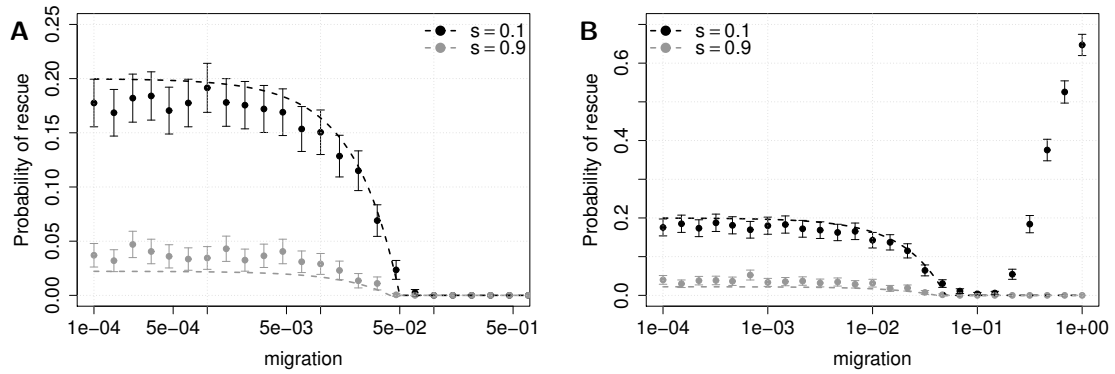 A
Probability of rescue
0.00 0.05 0.10 0.15 0.20 0.25
s = 0.1
s = 0.9
1e−04 5e−04 5e−03 5e−02 5e−01
migration
B
Probability of rescue
0.0 0.2 0.4 0.6
s = 0.1
s = 0.9
1e−04 1e−03 1e−02 1e−01 1e+00
migration